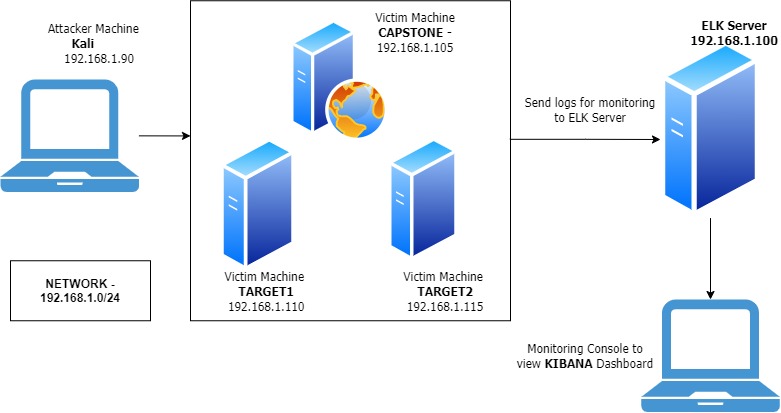 Attacker Machine
Kali
192.168.1.90
Victim Machine
CAPSTONE -
192.168.1.105
ELK Server
192.168.1.100
Send logs for monitoring
to ELK Server
Victim Machine
TARGET1
192.168.1.110
Victim Machine
TARGET2
192.168.1.115
NETWORK -
192.168.1.0/24
Monitoring Console to
view KIBANA Dashboard